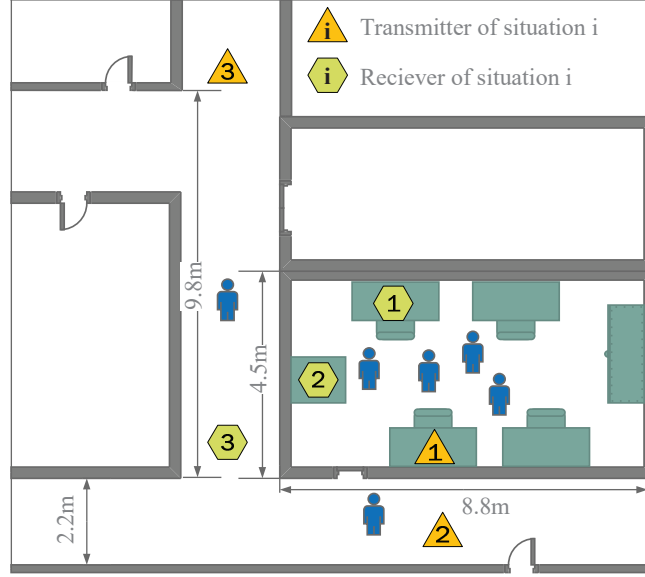 i Transmitter of situation i
i Reciever of situation i
3
9.8m
1
4.5m
2
3
1
8.8m
2.2m
2